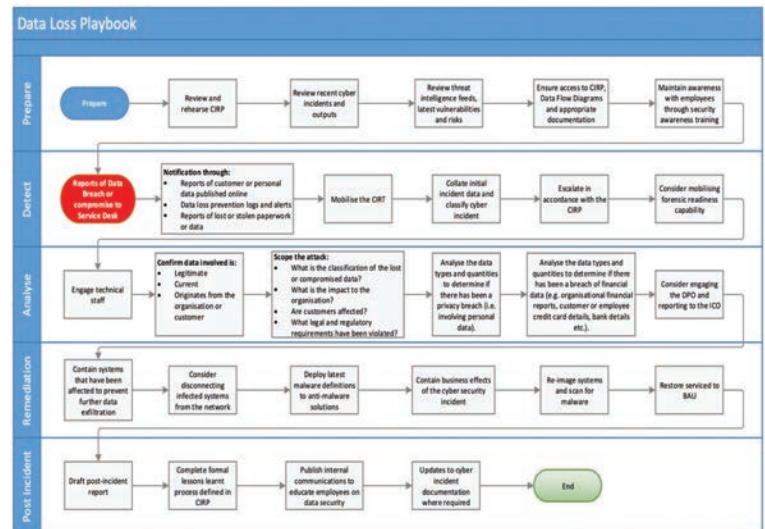 Data Loss Playbook
Prepare
Prepare
Review and
rehearse CIRP
Review recent cyber
incidents and
outputs
Review threat
intelligence feeds,
latest vulnerabilities
and risks
Ensure access to CIRP,
Data Flow Diagrams
and appropriate
documentation
Maintain awareness
with employees
through security
awareness training
Detect
Reports of Data
Breach or
compromise to
Service Desk
Notification through:
• Reports of customer or personal
data published online
• Data loss prevention logs and alerts
• Reports of lost or stolen paperwork
or data
Mobilise the CIRT
Collate initial
incident data and
classify cyber
incident
Escalate in
accordance with the
CIRP
Consider mobilising
forensic readiness
capability
Analyse
Engage technical
staff
Confirm data involved is:
• Legitimate
• Current
• Originates from the
organisation or
customer
Scope the attack:
• What is the classification of the lost
or compromised data?
• What is the impact to the
organisation?
• Are customers affected?
• What legal and regulatory
requirements have been violated?
Analyse the data
types and quantities
to determine if
there has been a
privacy breach (i.e.
involving personal
data).
Analyse the data types and
quantities to determine if there
has been a breach of financial
data (e.g. organisational financial
reports, customer or employee
credit card details, bank details
etc.).
Consider engaging
the DPO and
reporting to the ICO
Remediation
Contain systems
that have been
affected to prevent
further data
exfiltration
Consider
disconnecting
infected systems
from the network
Deploy latest
malware definitions
to anti-malware
solutions
Contain business effects
of the cyber security
incident
Re-image systems
and scan for
malware
Restore serviced to
BAU
Post Incident
Draft post-incident
report
Complete formal
lessons learnt
process defined in
CIRP
Publish internal
communications to
educate employees on
data security
Updates to cyber
incident
documentation
where required
End